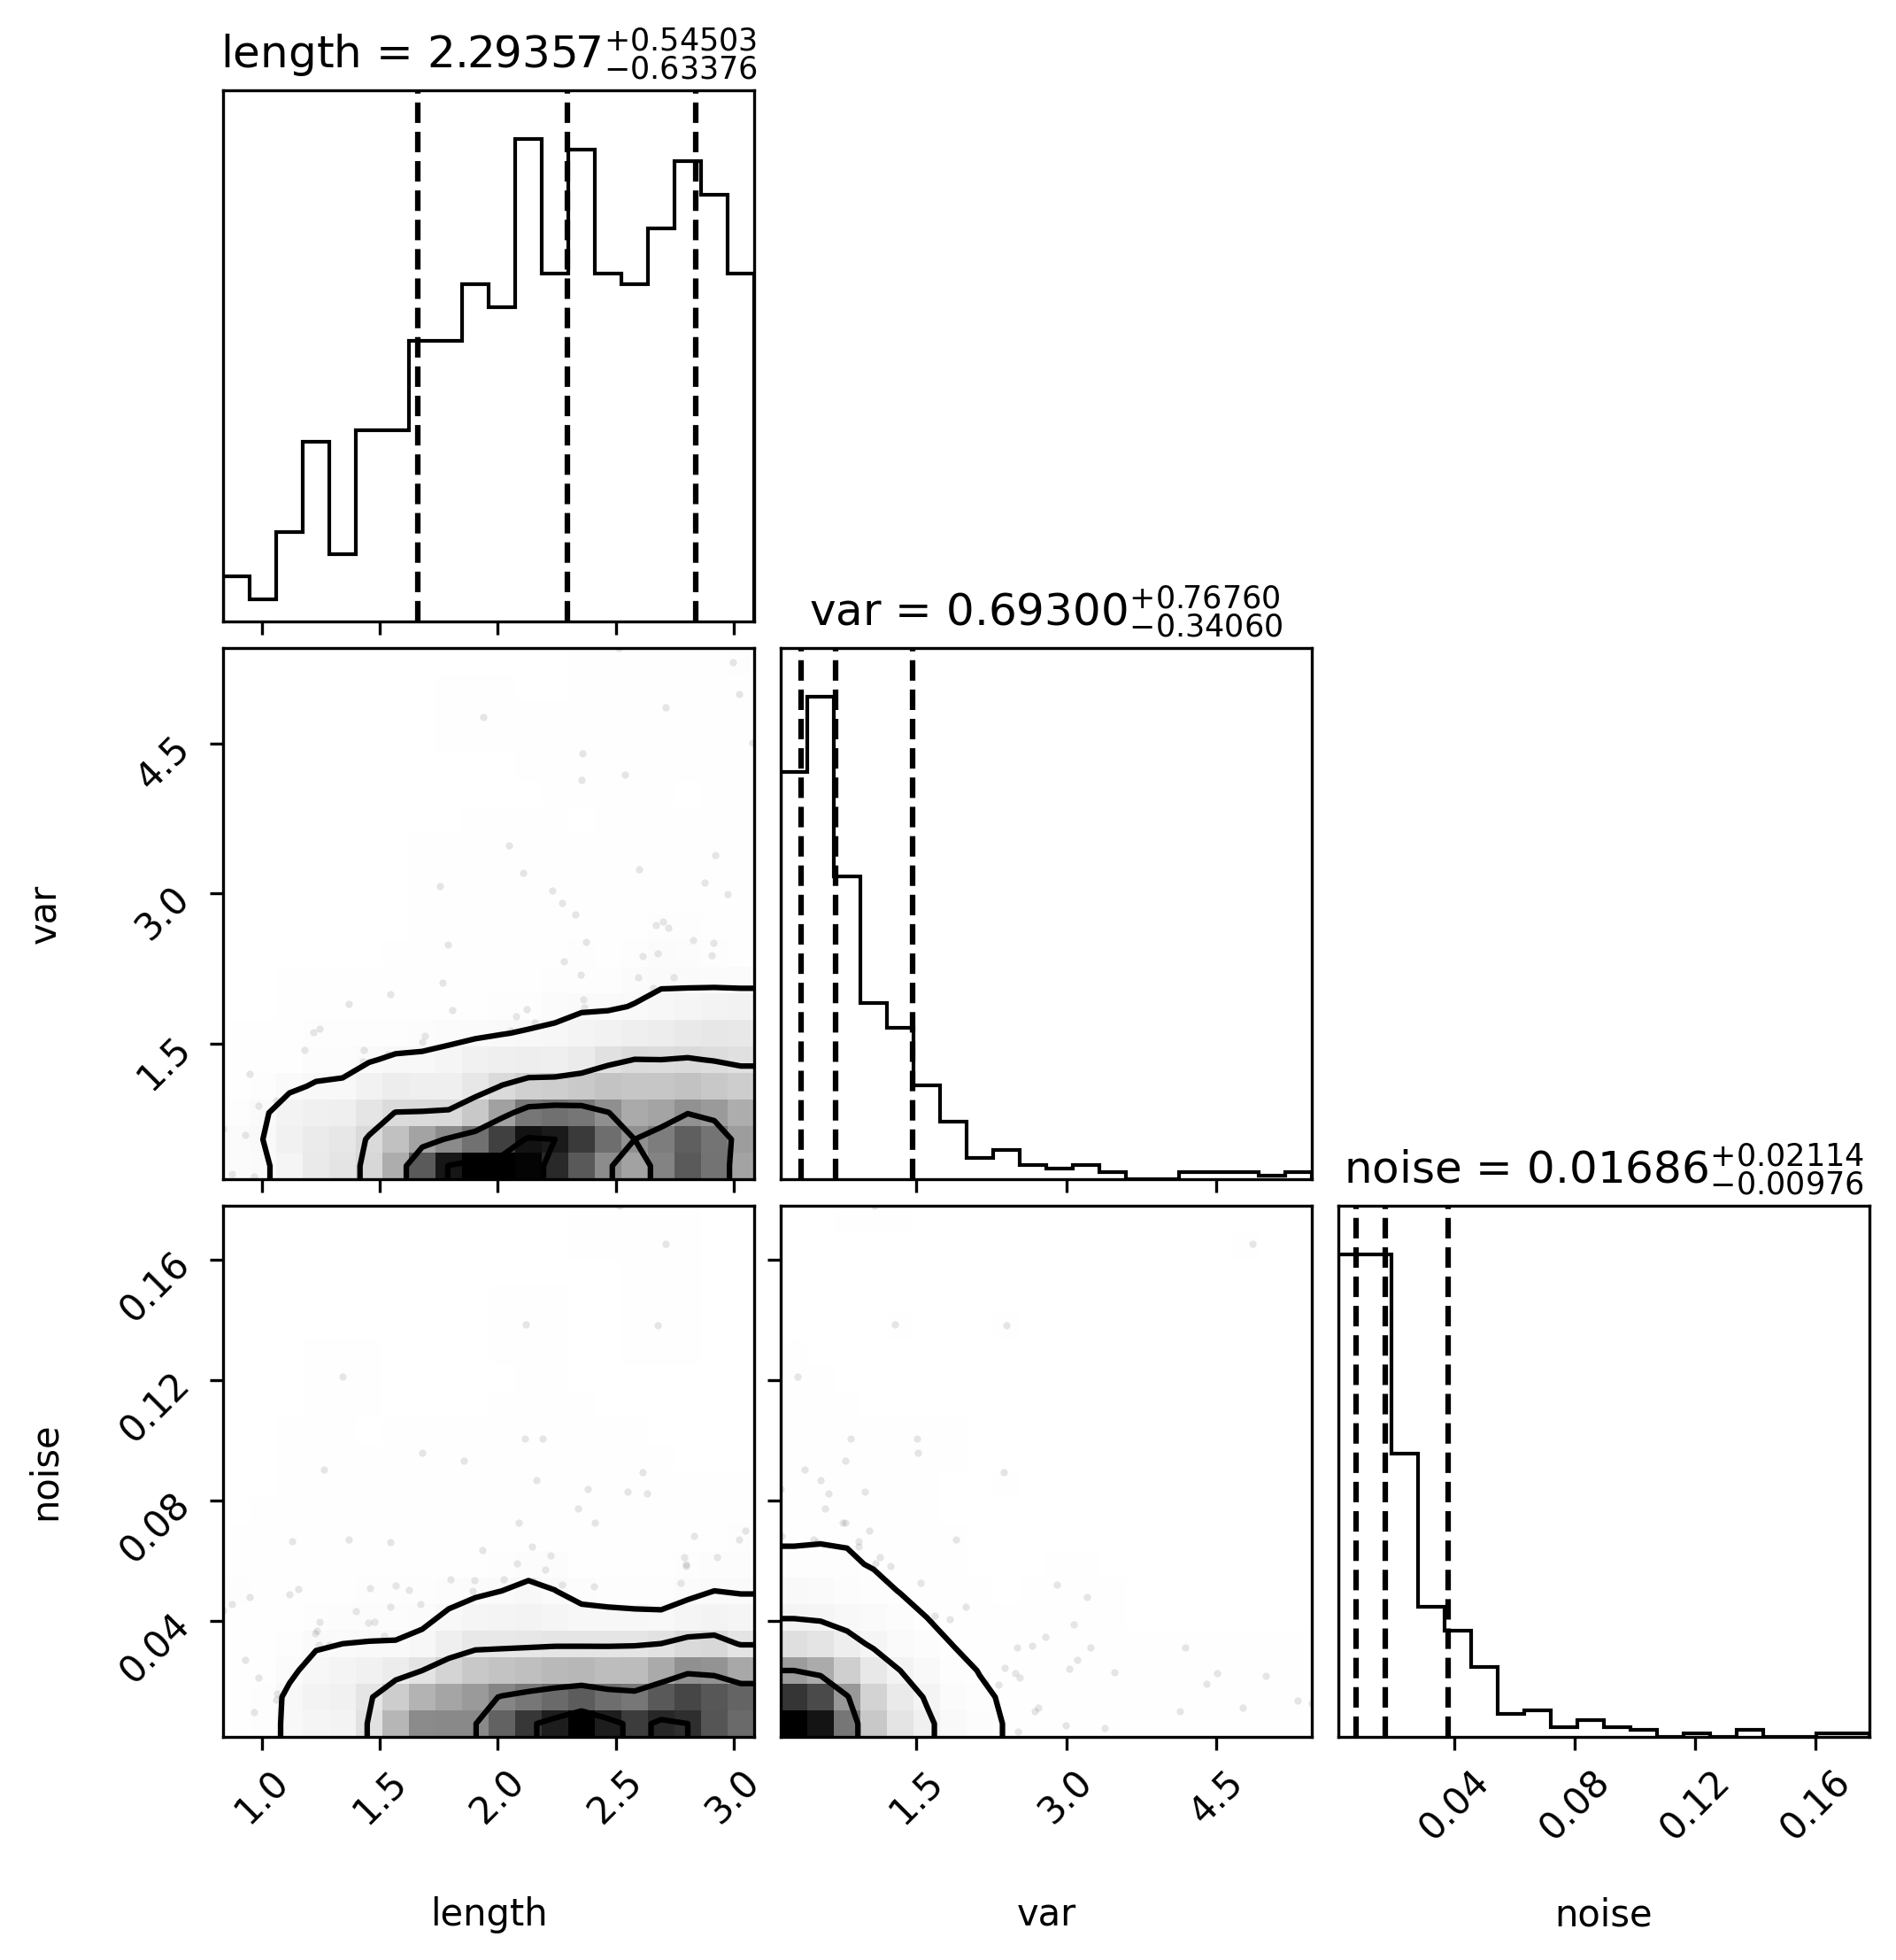 length = 2.29357+0.54503−0.63376
var = 0.69300+0.76760−0.34060
4.5
3.0
1.5
var
noise = 0.01686+0.02114−0.00976
0.16
0.12
0.08
0.04
noise
1.0 1.5 2.0 2.5 3.0 1.5 3.0 4.5 0.04 0.08 0.12 0.16
length var noise